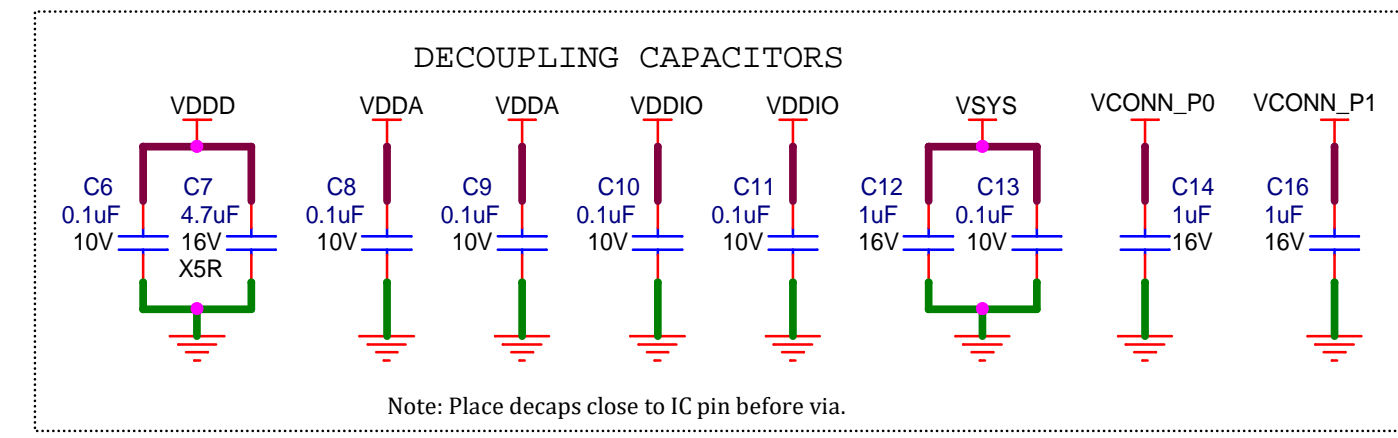 DECOUPLING CAPACITORS
VDDD VDDA VDDA VDDIO VDDIO VSYS VCONN_P0 VCONN_P1
C6 C7 C8 C9 C10 C11 C12 C13 C14 C16
0.1uF 4.7uF 0.1uF 0.1uF 0.1uF 0.1uF 1uF 0.1uF 1uF 1uF
10V 16V 10V 10V 10V 10V 16V 10V 16V 16V
X5R
Note: Place decaps close to IC pin before via.